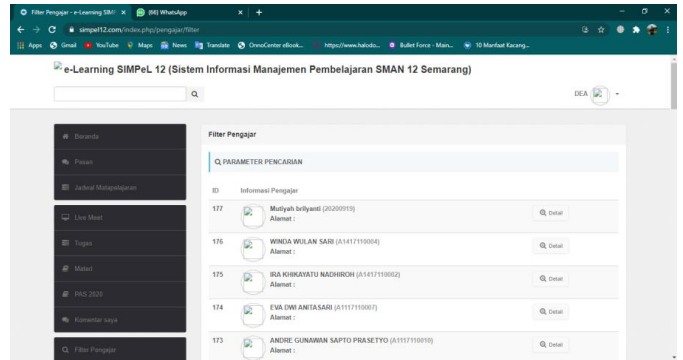 Filter Pengajar - e-Learning SIMP
(66) WhatsApp
simpel12.com/index.php/pengajar/filter
Apps
Gmail
YouTube
Maps
News
Translate
OnnoCenter eBook...
https://www.halodo...
Bullet Force - Main...
10 Manfaat Kacang...
e-Learning SIMPeL 12 (Sistem Informasi Manajemen Pembelajaran SMAN 12 Semarang)
DEA
Beranda
Pesan
Jadwal Matapelajaran
Live Meet
Tugas
Materi
PAS 2020
Komentar saya
Filter Pengajar
Filter Pengajar
PARAMETER PENCARIAN
ID Informasi Pengajar
177 Mutiyah briliyanti (20200919) Detail
Alamat :
176 WINDA WULAN SARI (A1417110004) Detail
Alamat :
175 IRA KHIKAYATU NADHIROH (A1417110002) Detail
Alamat :
174 EVA DWI ANITASARI (A1117110007) Detail
Alamat :
173 ANDRE GUNAWAN SAPTO PRASETYO (A1117110010) Detail
Alamat :